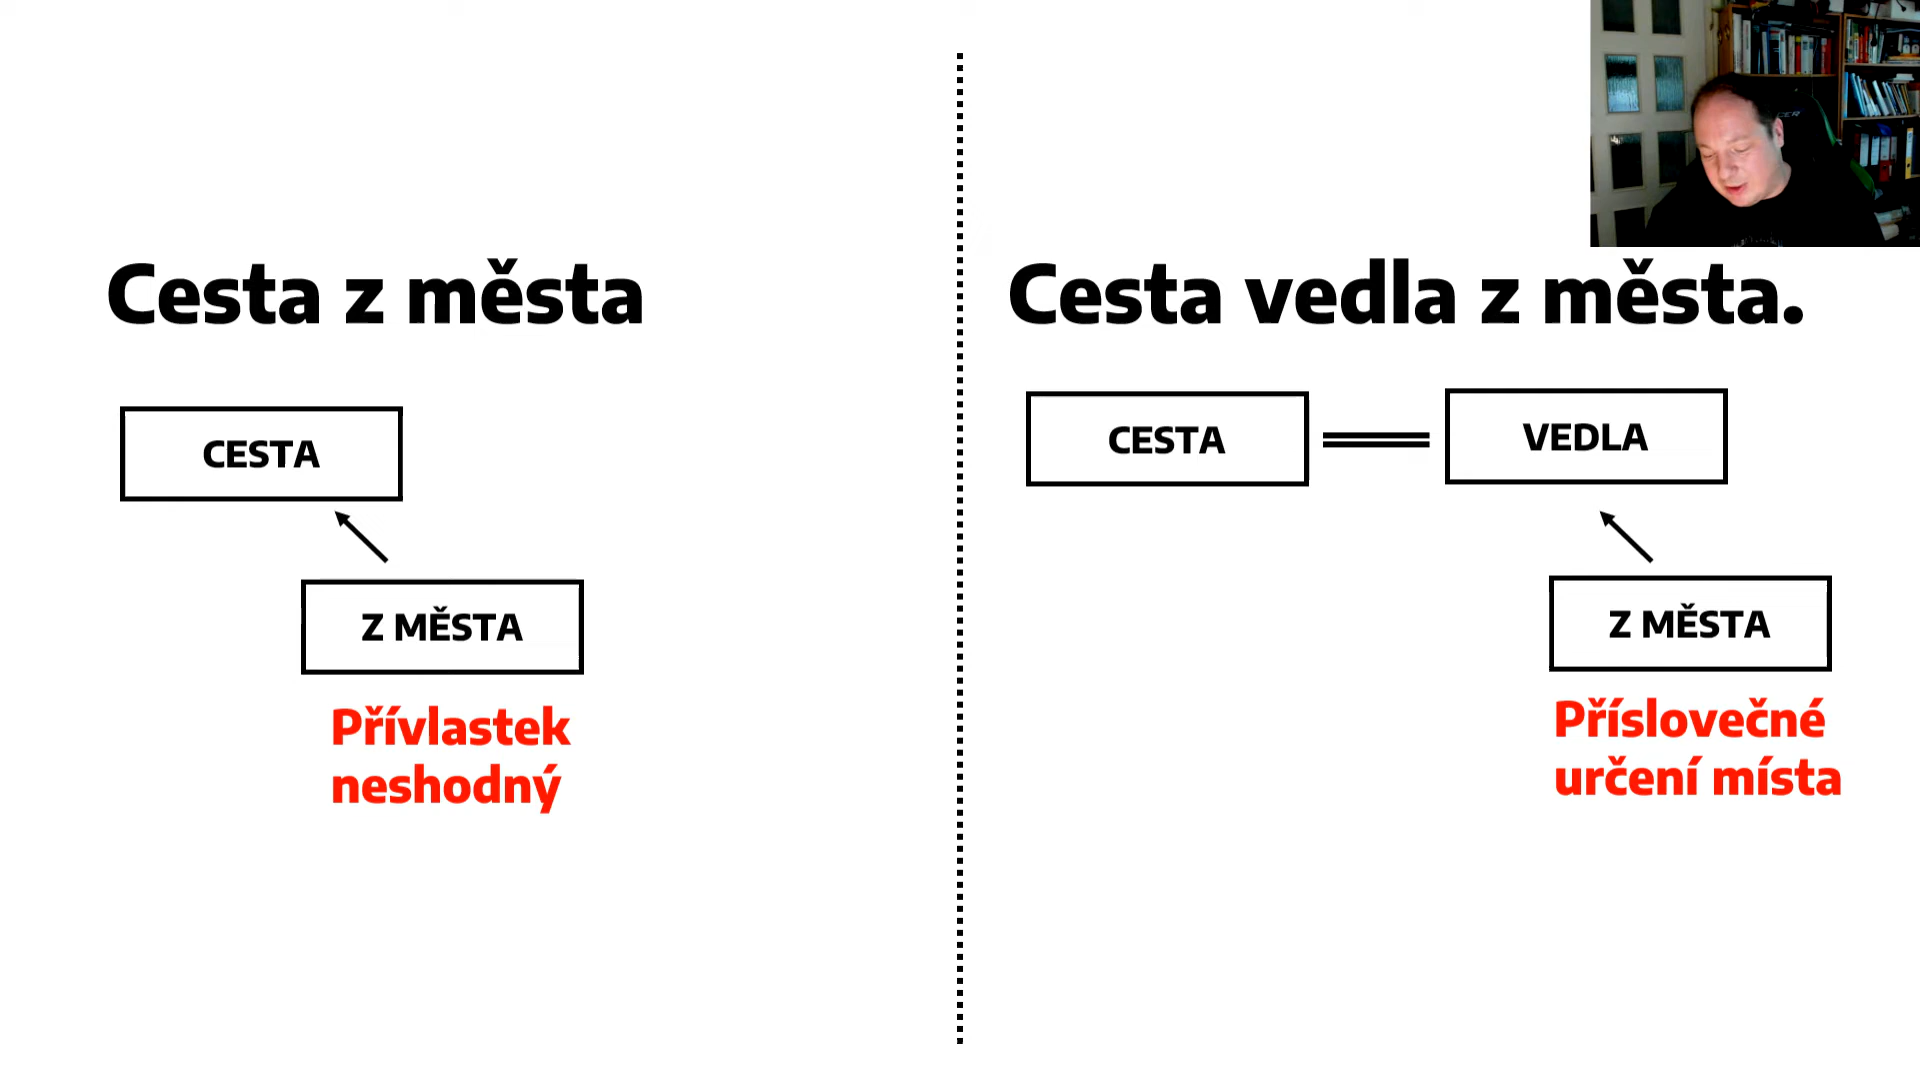 Cesta z města
CESTA
Z MĚSTA
Přívlastek
neshodný
Cesta vedla z města.
CESTA
VEDLA
Z MĚSTA
Příslovečné
určení místa